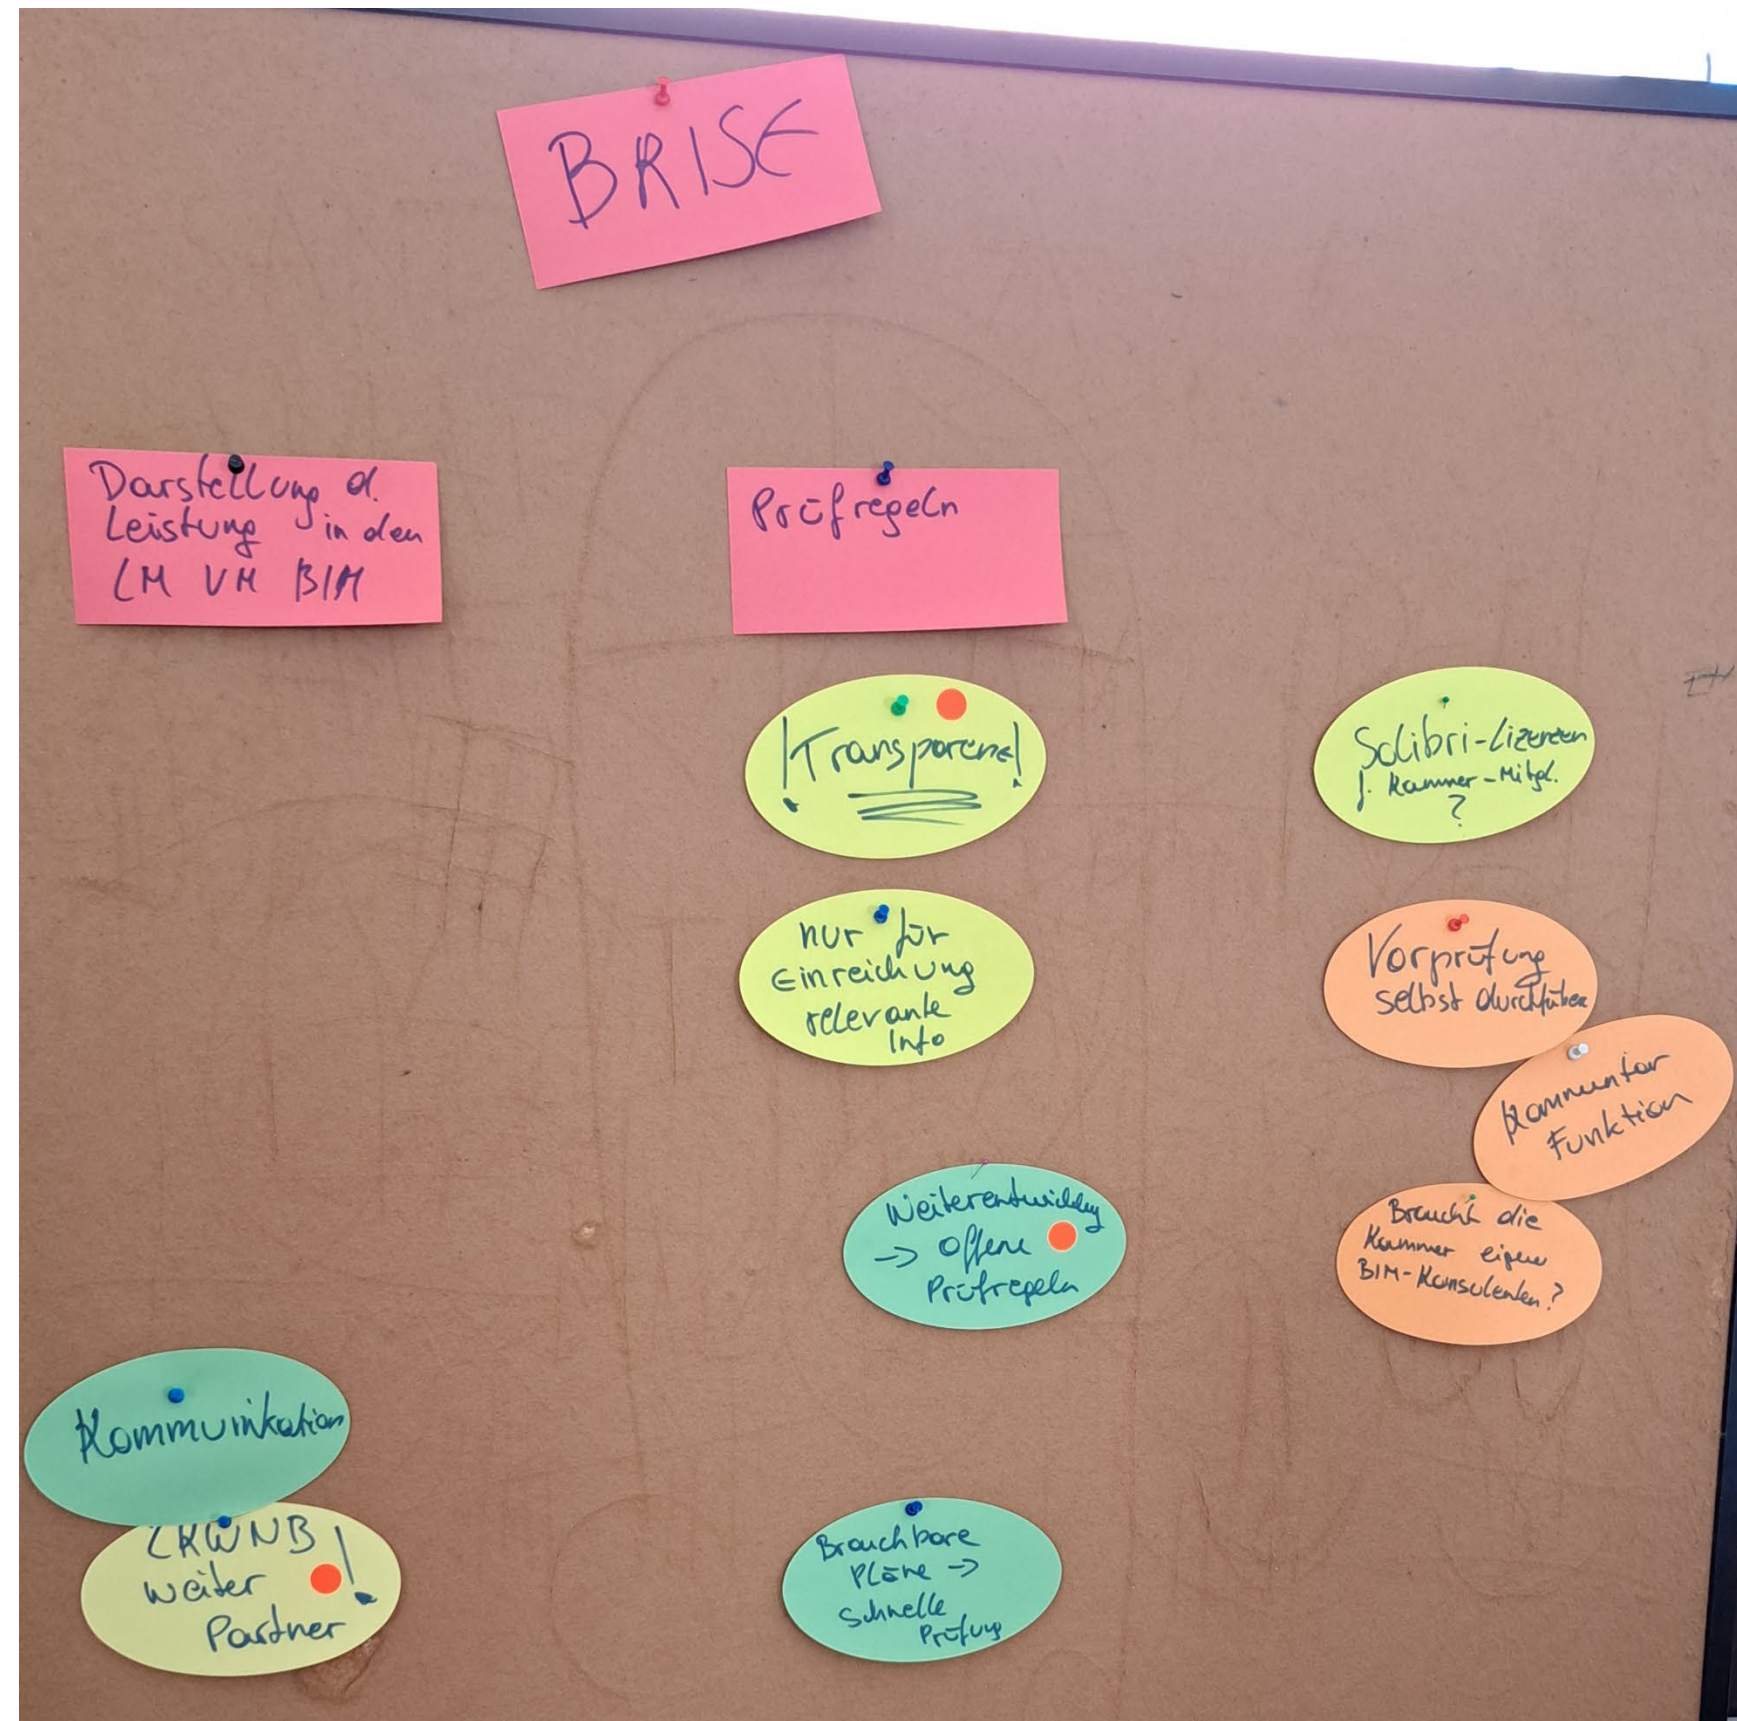 BRISE
Darstellung d.
Leistung in den
LM VM BIM
Prüfregeln
! Transparenz!
nur für
Einreichung
relevante
Info
Weiterentwicklung
-> Offene
Prüfregeln
Brauchbare
Pläne ->
schnelle
Prüfung
Kommunikation
ZKWNB
weiter !
Partner
Solibri-Lizenzen
f. Kammer-Mitgl.
?
Vorprüfung
selbst durchführen
Kommentar
Funktion
Braucht die
Kammer eigene
BIM-Konsulenten?